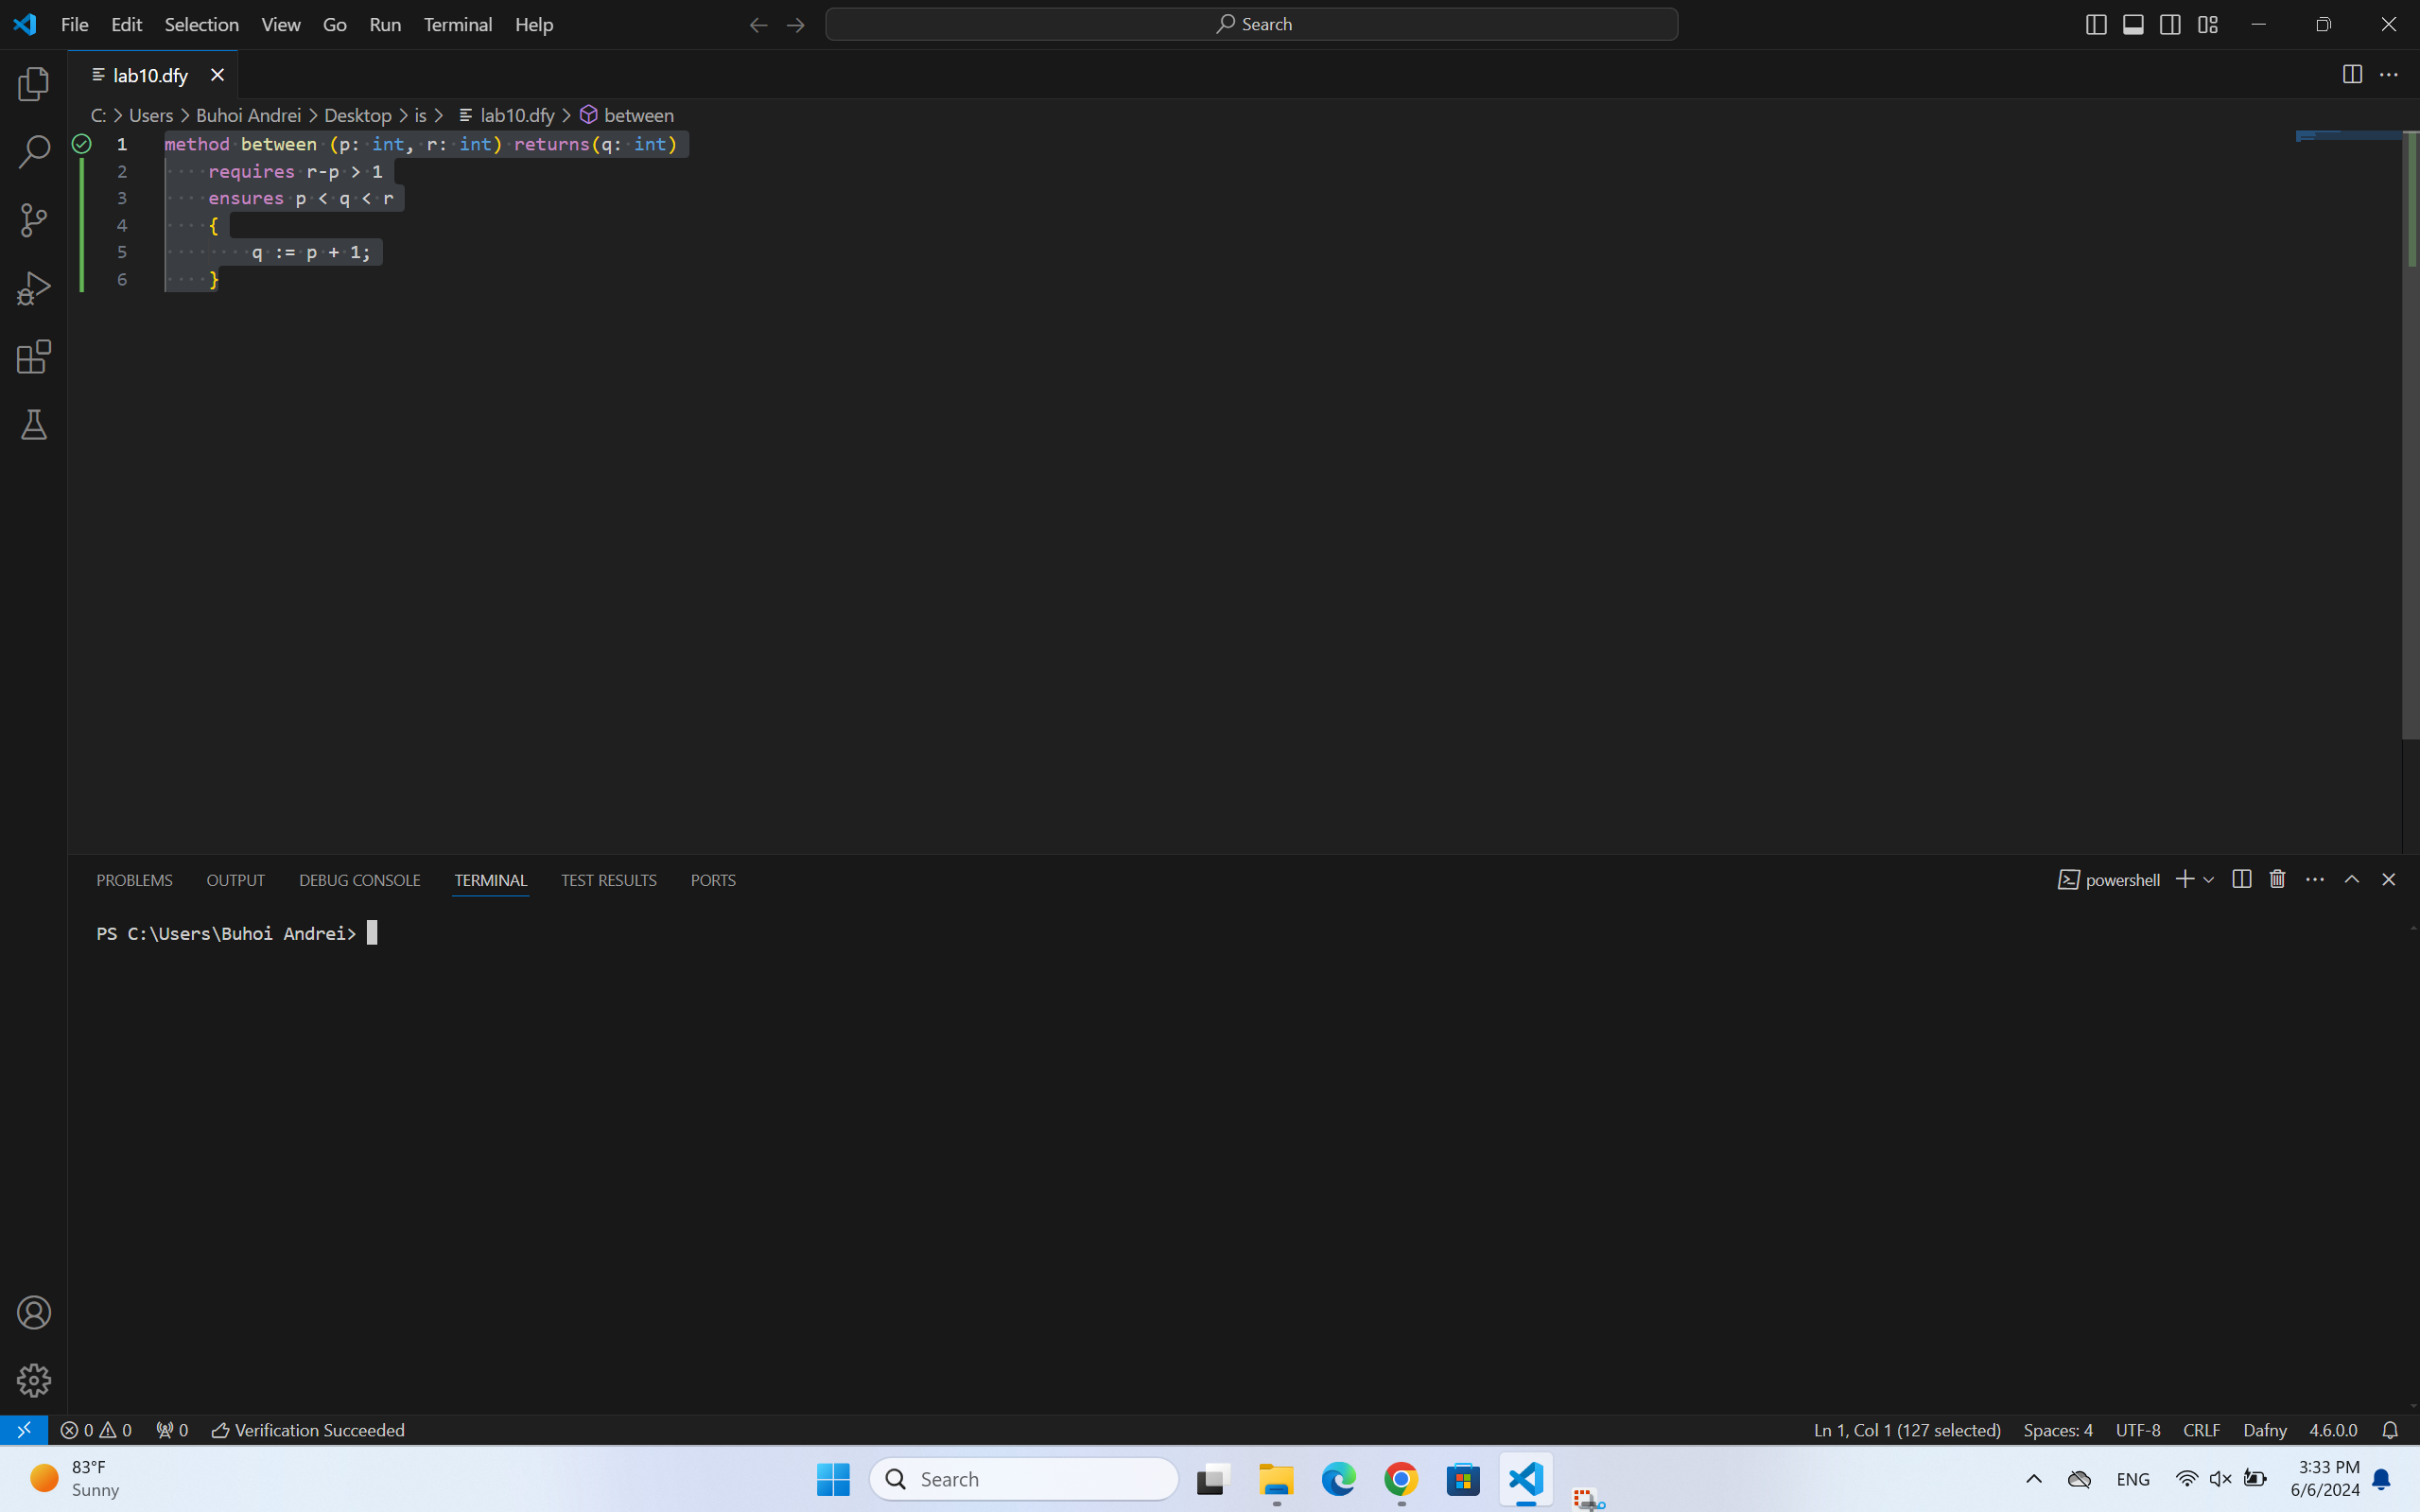 File Edit Selection View Go Run Terminal Help
Search
lab10.dfy
C: > Users > Buhoi Andrei > Desktop > is > lab10.dfy > between
1 method between (p: int, r: int) returns(q: int)
2 requires r-p > 1
3 ensures p < q < r
4 {
5 q := p + 1;
6 }
PROBLEMS OUTPUT DEBUG CONSOLE TERMINAL TEST RESULTS PORTS
powershell
PS C:\Users\Buhoi Andrei>
0 0 0 Verification Succeeded Ln 1, Col 1 (127 selected) Spaces: 4 UTF-8 CRLF Dafny 4.6.0.0
83°F
Sunny
Search
ENG
3:33 PM
6/6/2024